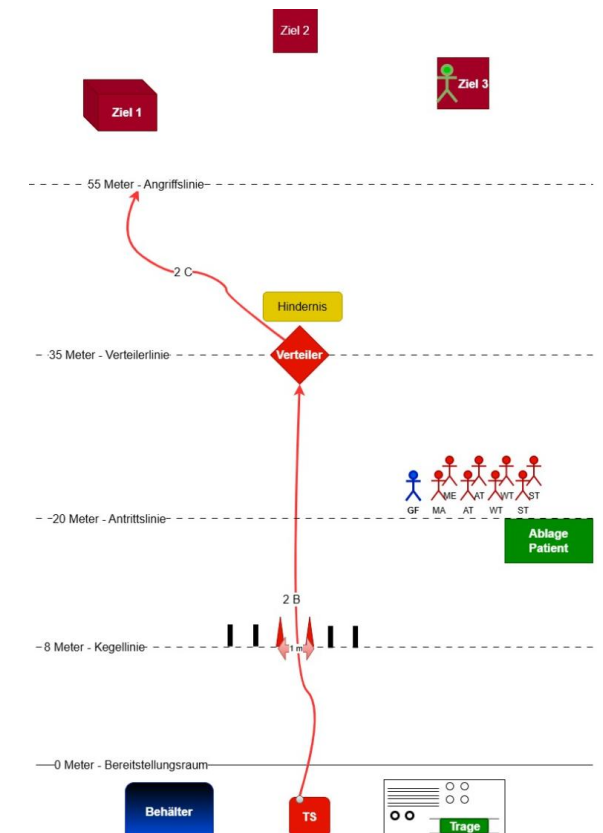 Ziel 2
Ziel 3
Ziel 1
55 Meter - Angriffslinie
2 C
Hindernis
35 Meter - Verteilerlinie
Verteiler
ME AT WT ST
GF MA AT WT ST
20 Meter - Antrittslinie
Ablage
Patient
2 B
8 Meter - Kegellinie
1 m
0 Meter - Bereitstellungsraum
Behälter
TS
Trage